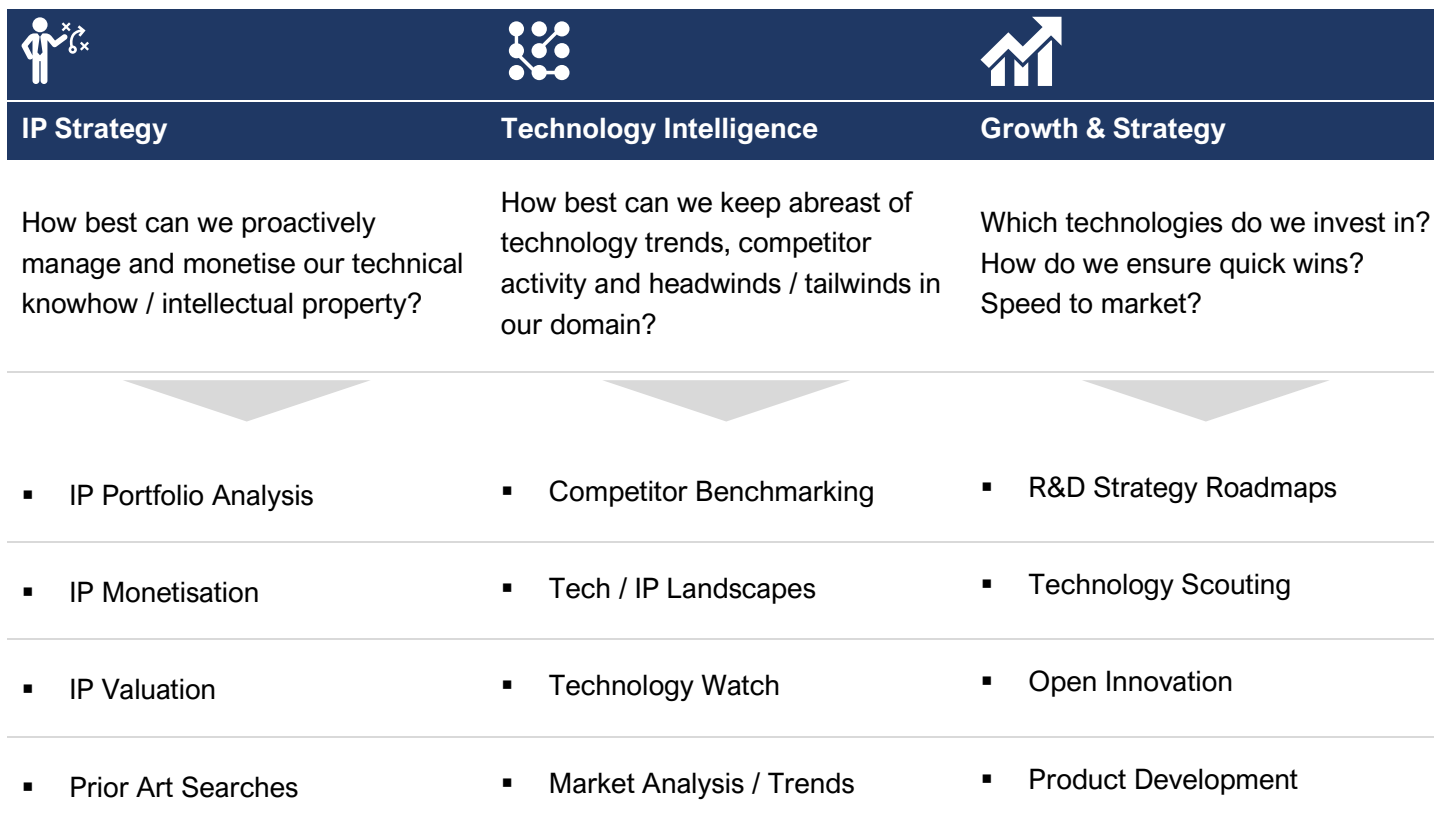 IP Strategy
How best can we proactively
manage and monetise our technical
knowhow / intellectual property?
▪ IP Portfolio Analysis
▪ IP Monetisation
▪ IP Valuation
▪ Prior Art Searches
Technology Intelligence
How best can we keep abreast of
technology trends, competitor
activity and headwinds / tailwinds in
our domain?
▪ Competitor Benchmarking
▪ Tech / IP Landscapes
▪ Technology Watch
▪ Market Analysis / Trends
Growth & Strategy
Which technologies do we invest in?
How do we ensure quick wins?
Speed to market?
▪ R&D Strategy Roadmaps
▪ Technology Scouting
▪ Open Innovation
▪ Product Development